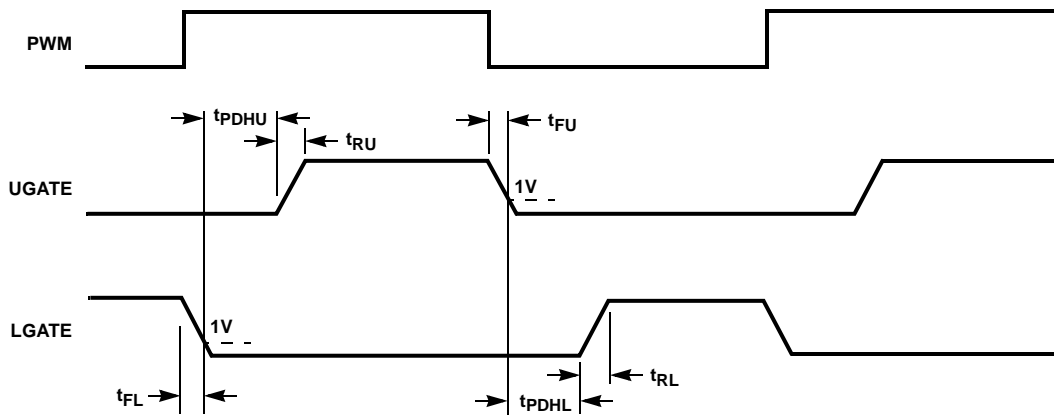 PWM
tPDHU
tRU
tFU
UGATE
1V
LGATE
1V
tFL
tRL
tPDHL